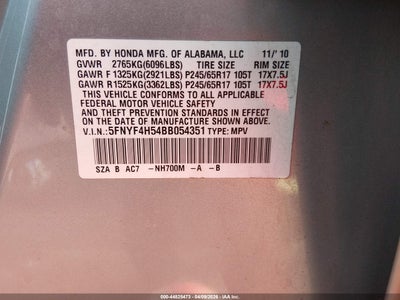 MFD. BY HONDA MFG. OF ALABAMA, LLC 11/'10
GVWR 2765KG(6096LBS) TIRE SIZE RIM SIZE
GAWR F 1325KG(2921LBS) P245/65R17 105T 17X7.5J
GAWR R 1525KG(3362LBS) P245/65R17 105T 17X7.5J
THIS VEHICLE CONFORMS TO ALL APPLICABLE
FEDERAL MOTOR VEHICLE SAFETY
AND THEFT PREVENTION STANDARDS IN EFFECT ON
THE DATE OF MANUFACTURE SHOWN ABOVE.
V.I.N.:5FNYF4H54BB054351 TYPE: MPV
SZA B AC7 -NH700M -A -B
000-44826473 - 04/09/2026 - IAA Inc.